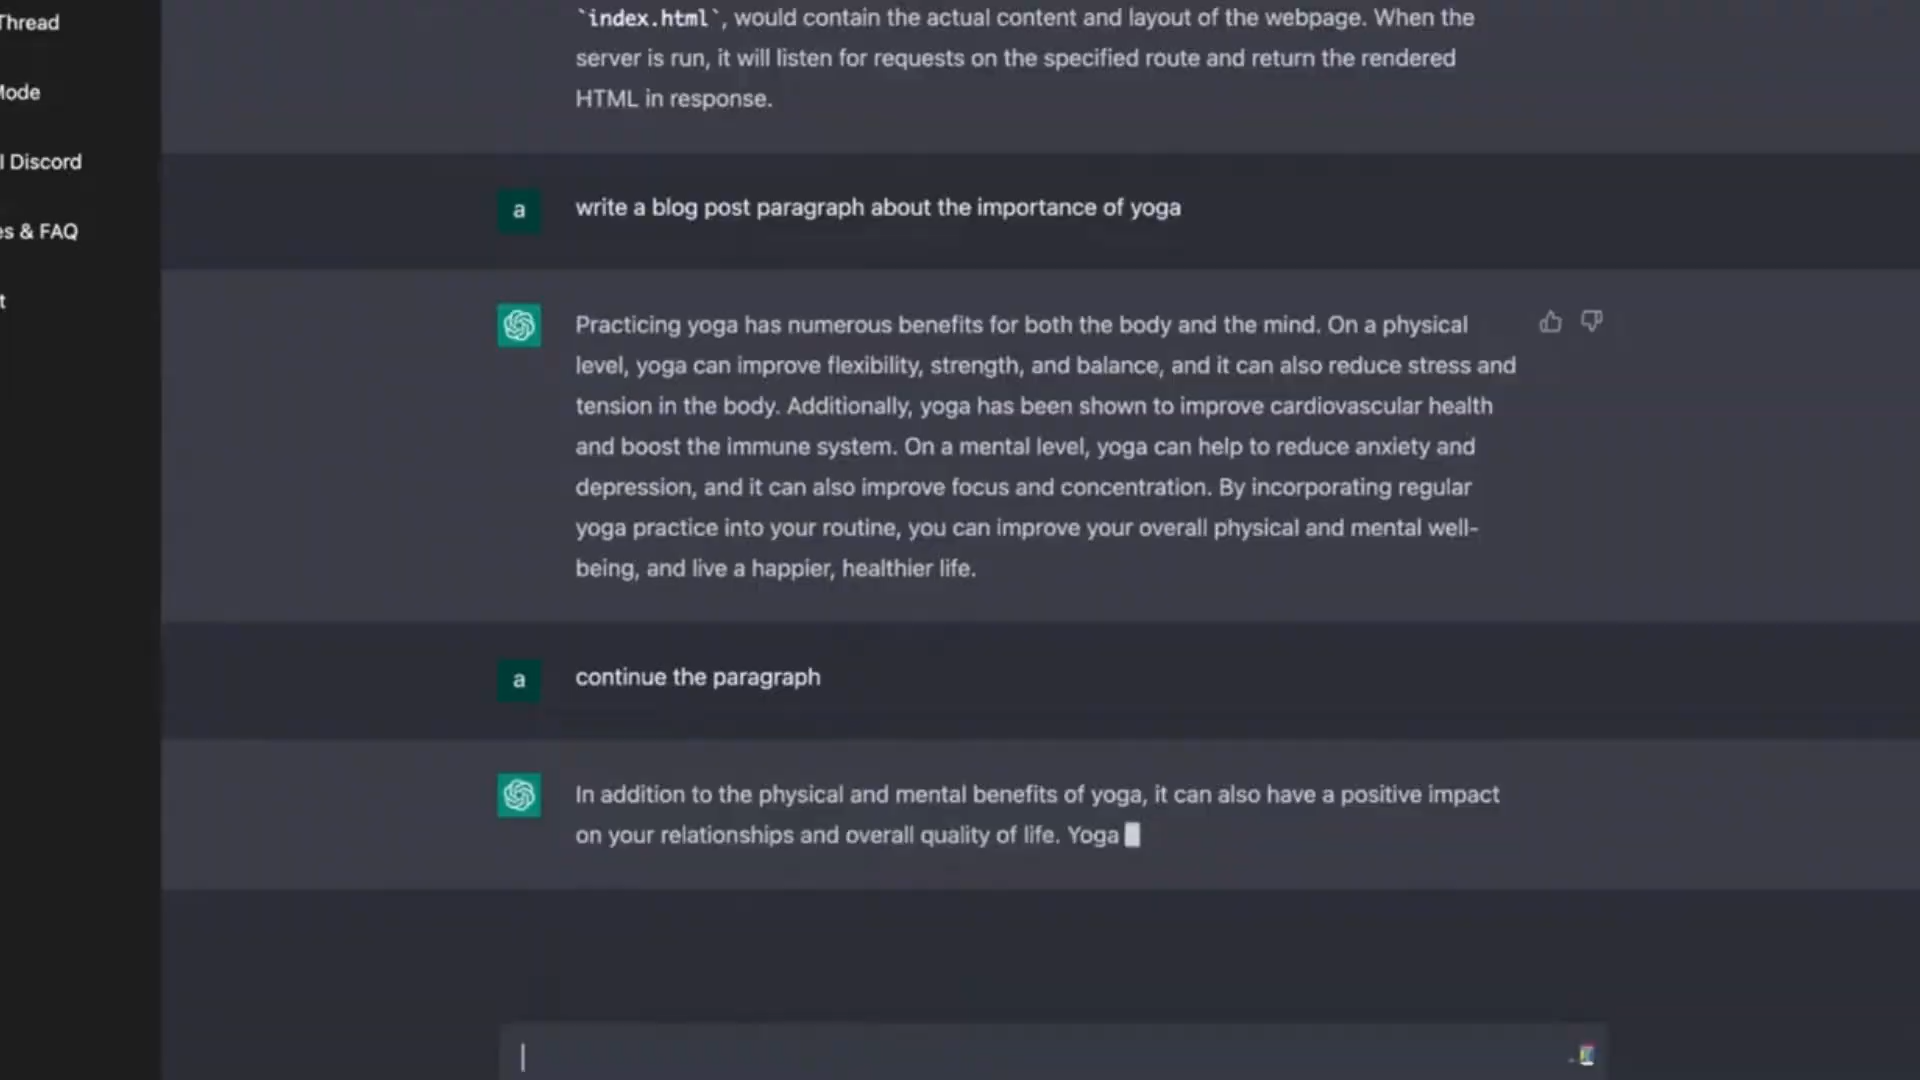 Thread
`index.html`, would contain the actual content and layout of the webpage. When the
server is run, it will listen for requests on the specified route and return the rendered
Mode
HTML in response.
Discord
& FAQ
a
write a blog post paragraph about the importance of yoga
Practicing yoga has numerous benefits for both the body and the mind. On a physical
level, yoga can improve flexibility, strength, and balance, and it can also reduce stress and
tension in the body. Additionally, yoga has been shown to improve cardiovascular health
and boost the immune system. On a mental level, yoga can help to reduce anxiety and
depression, and it can also improve focus and concentration. By incorporating regular
yoga practice into your routine, you can improve your overall physical and mental well-
being, and live a happier, healthier life.
a
continue the paragraph
In addition to the physical and mental benefits of yoga, it can also have a positive impact
on your relationships and overall quality of life. Yoga